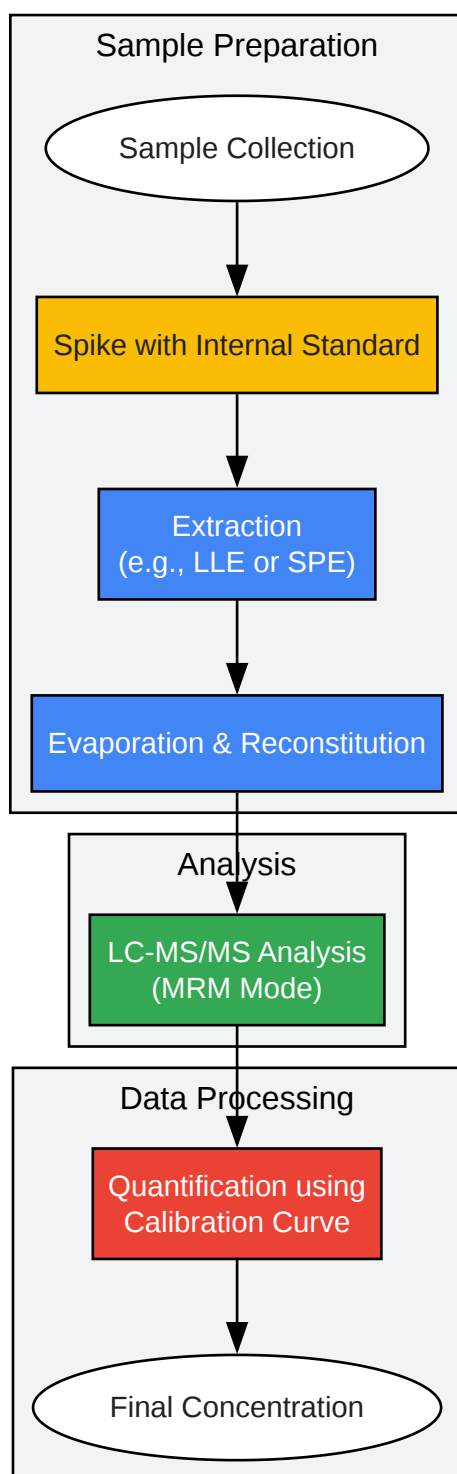 Sample Preparation
Sample Collection
Spike with Internal Standard
Extraction
(e.g., LLE or SPE)
Evaporation & Reconstitution
Analysis
LC-MS/MS Analysis
(MRM Mode)
Data Processing
Quantification using
Calibration Curve
Final Concentration